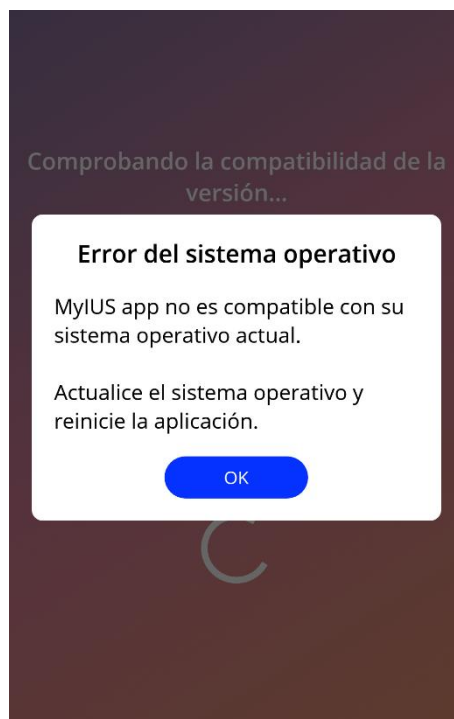 Comprobando la compatibilidad de la
versión...
Error del sistema operativo
MyIUS app no es compatible con su
sistema operativo actual.
Actualice el sistema operativo y
reinicie la aplicación.
OK